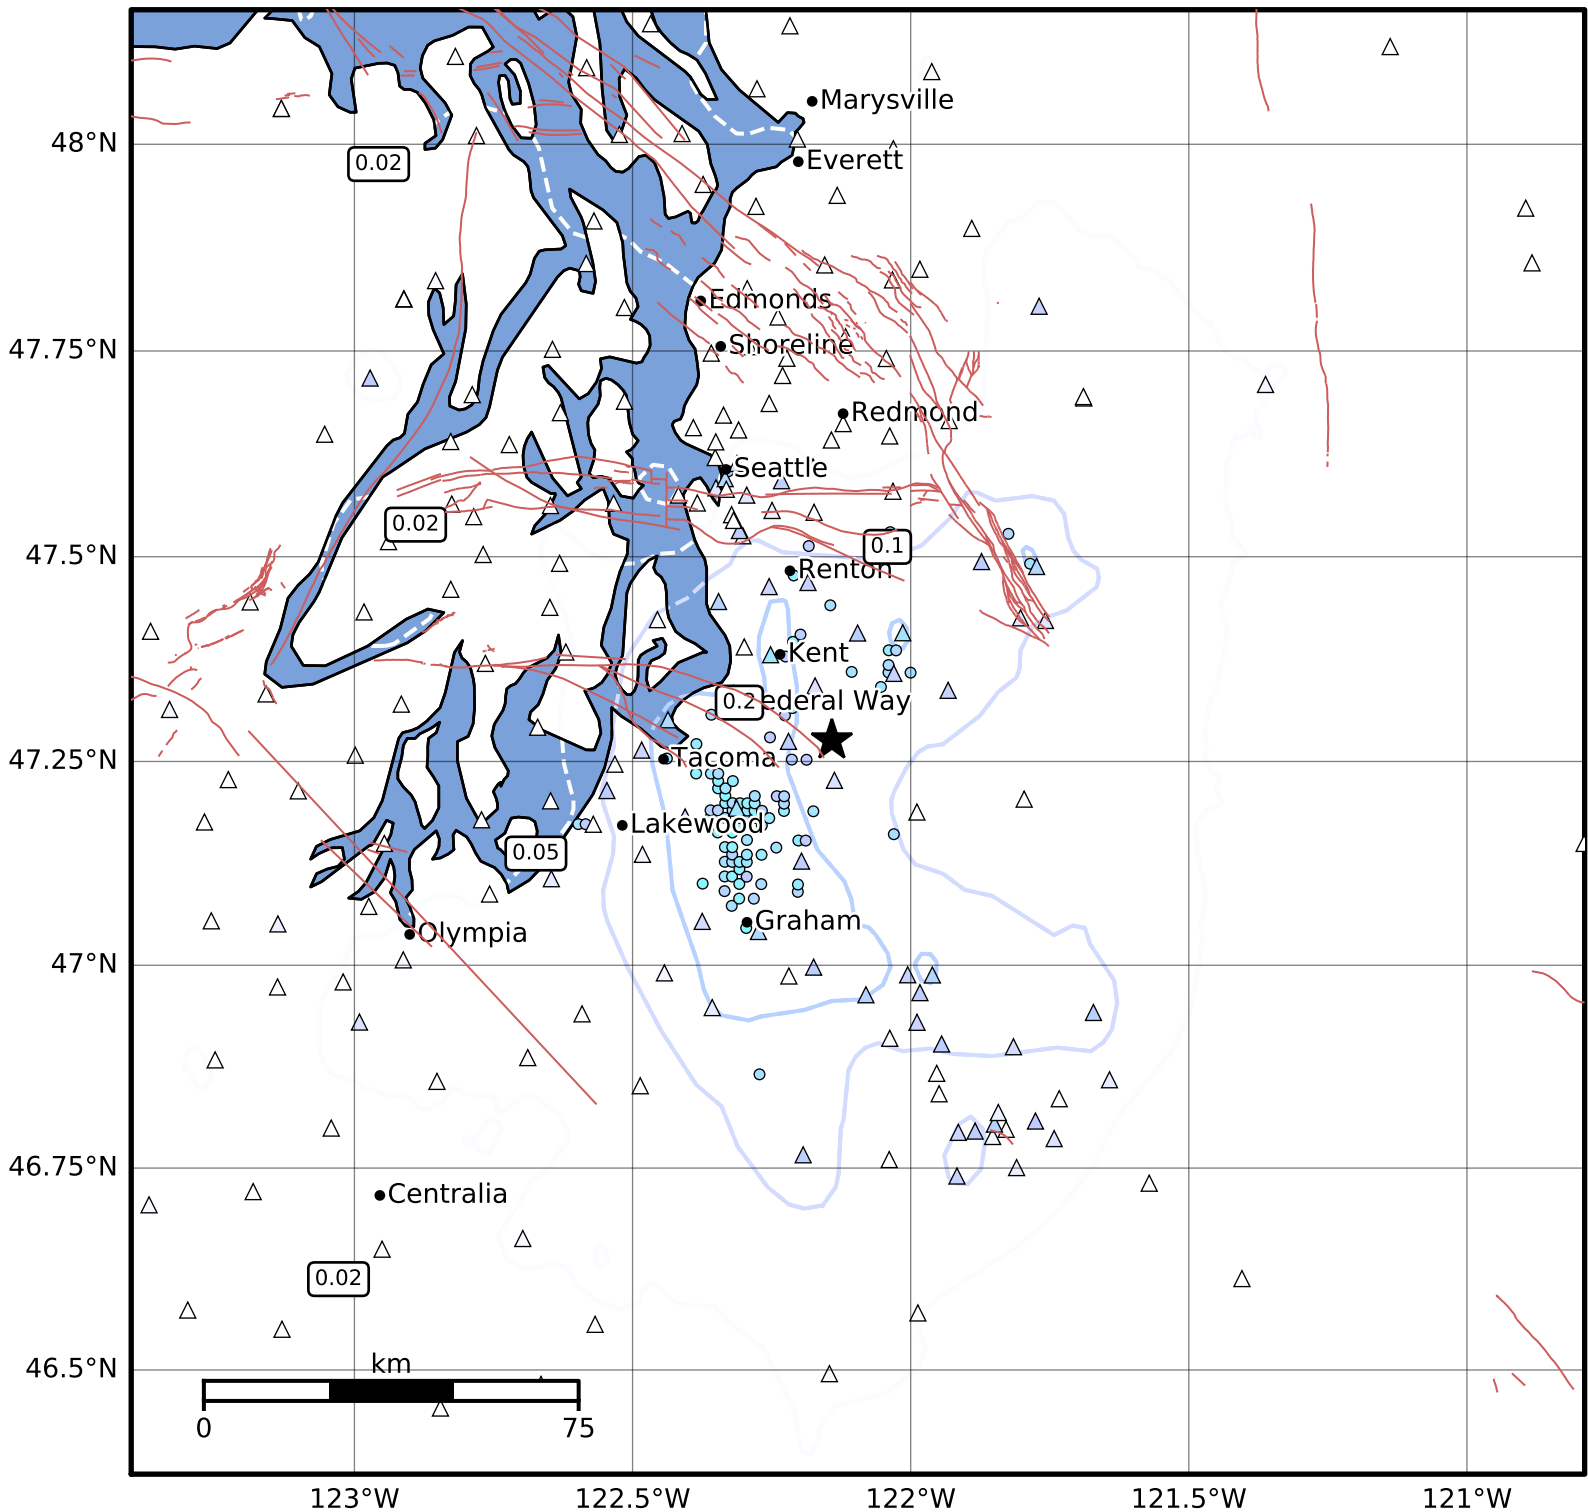 Marysville
48°N
0.02
Everett
Edmonds
47.75°N
Shoreline
Redmond
Seattle
0.02
0.1
47.5°N
Renton
Kent
0.2
ederal Way
47.25°N
Tacoma
Lakewood
0.05
Graham
Olympia
47°N
46.75°N
Centralia
0.02
46.5°N
km
0
75
123°W
122.5°W
122°W
121.5°W
121°W